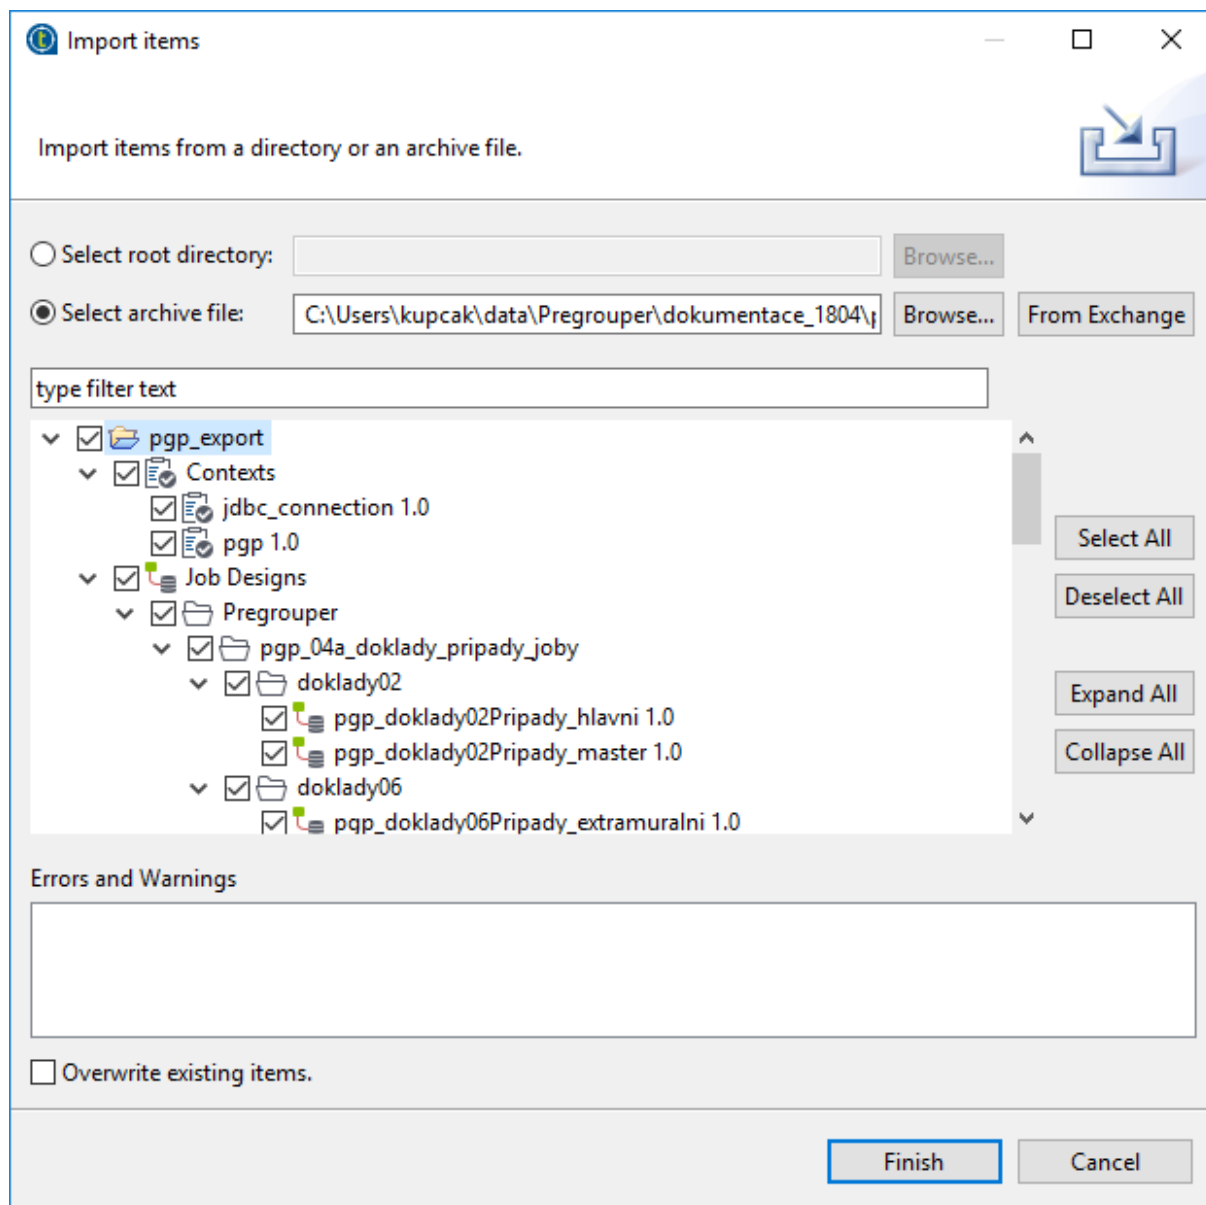 Import items
Import items from a directory or an archive file.
Select root directory:
Browse...
Select archive file:
C:\Users\kupcak\data\Pregrouper\dokumentace_1804\p
Browse...
From Exchange
type filter text
pgp_export
Contexts
jdbc_connection 1.0
pgp 1.0
Job Designs
Pregrouper
pgp_04a_doklady_pripady_joby
doklady02
pgp_doklady02Pripady_hlavni 1.0
pgp_doklady02Pripady_master 1.0
doklady06
pgp_doklady06Pripady_extramuralni 1.0
Select All
Deselect All
Expand All
Collapse All
Errors and Warnings
Overwrite existing items.
Finish
Cancel